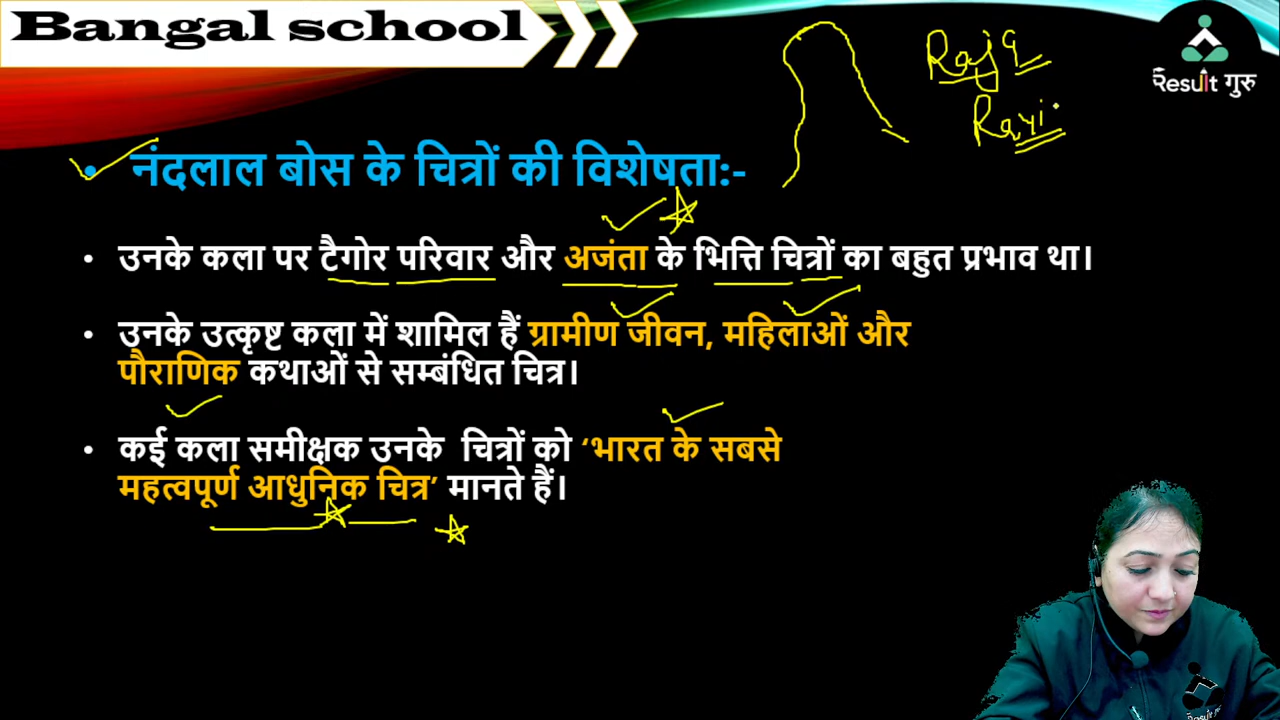 Bangal school
Raja
Ravi
Result गुरु
• नंदलाल बोस के चित्रों की विशेषता:-
• उनके कला पर टैगोर परिवार और अजंता के भित्ति चित्रों का बहुत प्रभाव था।
• उनके उत्कृष्ट कला में शामिल हैं ग्रामीण जीवन, महिलाओं और
पौराणिक कथाओं से सम्बंधित चित्र।
• कई कला समीक्षक उनके चित्रों को ‘भारत के सबसे
महत्वपूर्ण आधुनिक चित्र’ मानते हैं।